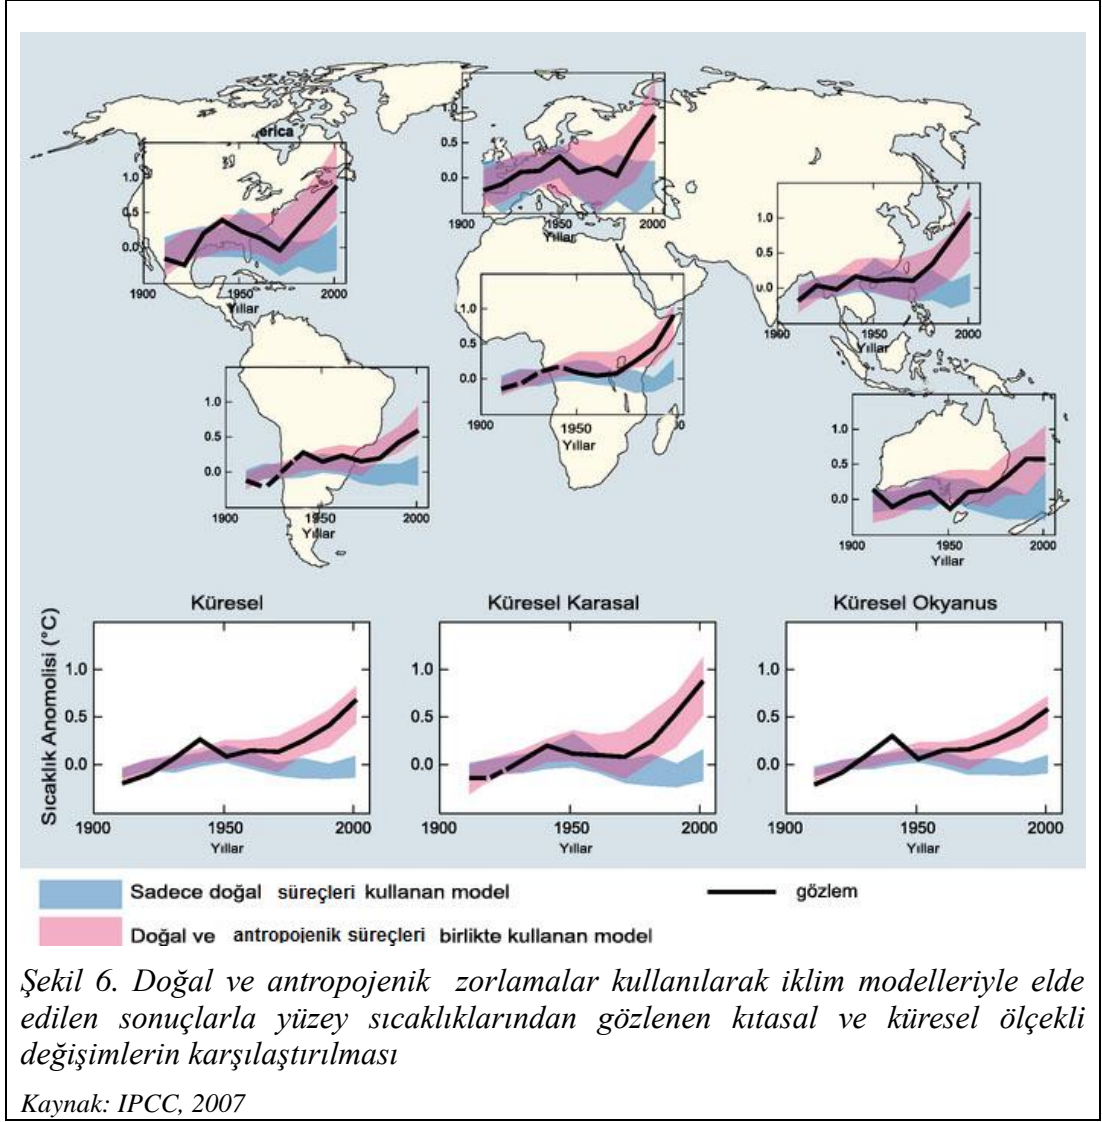 erica
1.0
0.5
0.0
1900
1950
2000
Yıllar
1.0
0.5
0.0
1900
1950
2000
Yıllar
1.0
0.5
0.0
1900
1950
2000
Yıllar
1.0
0.5
0.0
1900
1950
Yıllar
1.0
0.5
0.0
1900
1950
2000
Yıllar
1.0
0.5
0.0
1900
1950
2000
Yıllar
Sıcaklık Anomolisi (°C)
Küresel
1.0
0.5
0.0
1900
1950
2000
Yıllar
Küresel Karasal
1.0
0.5
0.0
1900
1950
2000
Yıllar
Küresel Okyanus
1.0
0.5
0.0
1900
1950
2000
Yıllar
Sadece doğal süreçleri kullanan model
gözlem
Doğal ve antropojenik süreçleri birlikte kullanan model
Şekil 6. Doğal ve antropojenik zorlamalar kullanılarak iklim modelleriyle elde
edilen sonuçlarla yüzey sıcaklıklarından gözlenen kıtasal ve küresel ölçekli
değişimlerin karşılaştırılması
Kaynak: IPCC, 2007